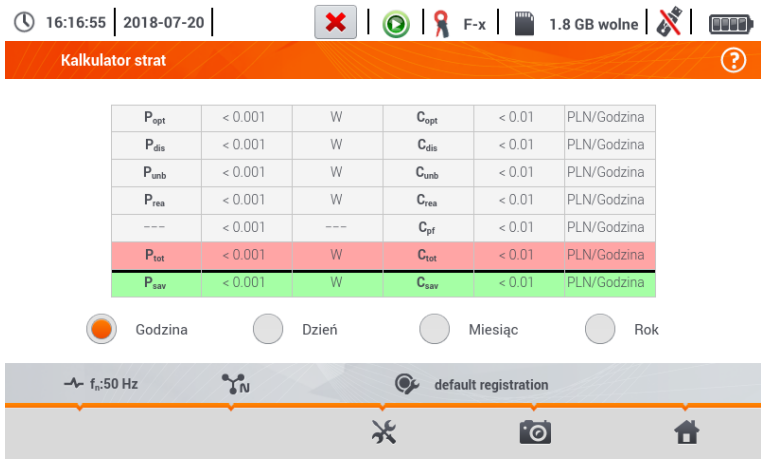 16:16:55 2018-07-20 F-x 1.8 GB wolne
Kalkulator strat ?
Popt < 0.001 W Copt < 0.01 PLN/Godzina
Pdis < 0.001 W Cdis < 0.01 PLN/Godzina
Punb < 0.001 W Cunb < 0.01 PLN/Godzina
Prea < 0.001 W Crea < 0.01 PLN/Godzina
--- < 0.001 --- Cpf < 0.01 PLN/Godzina
Ptot < 0.001 W Ctot < 0.01 PLN/Godzina
Psav < 0.001 W Csav < 0.01 PLN/Godzina
Godzina Dzień Miesiąc Rok
fn:50 Hz N default registration